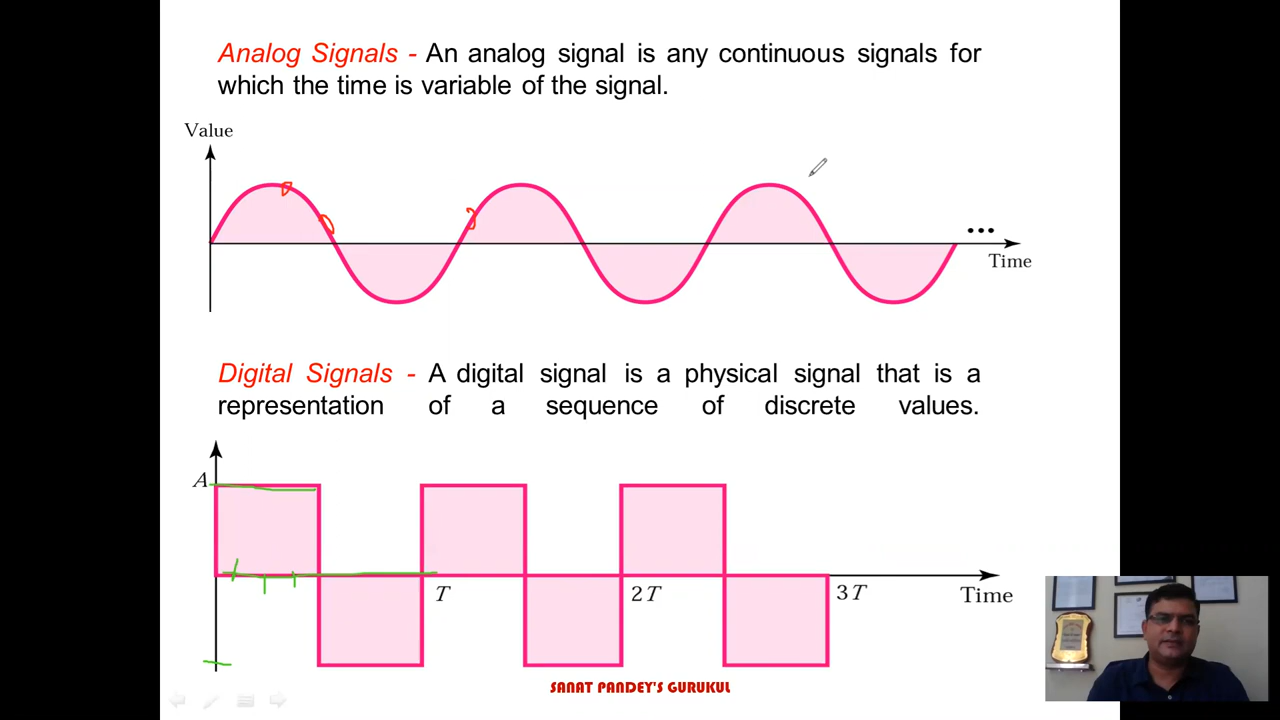 Analog Signals - An analog signal is any continuous signals for
which the time is variable of the signal.
Value
...
Time
Digital Signals - A digital signal is a physical signal that is a
representation of a sequence of discrete values.
A
T 2T 3T Time
SANAT PANDEY'S GURUKUL